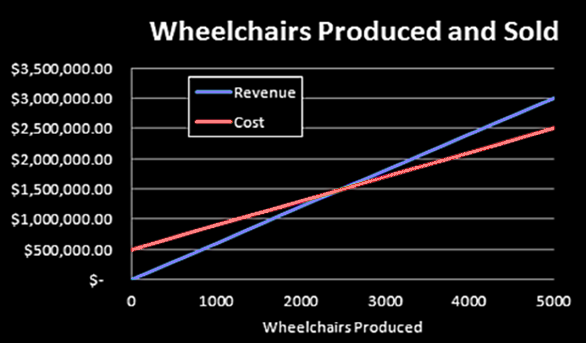 Wheelchairs Produced and Sold
$3,500,000.00
$3,000,000.00
$2,500,000.00
$2,000,000.00
$1,500,000.00
$1,000,000.00
$500,000.00
$-
Revenue
Cost
0 1000 2000 3000 4000 5000
Wheelchairs Produced